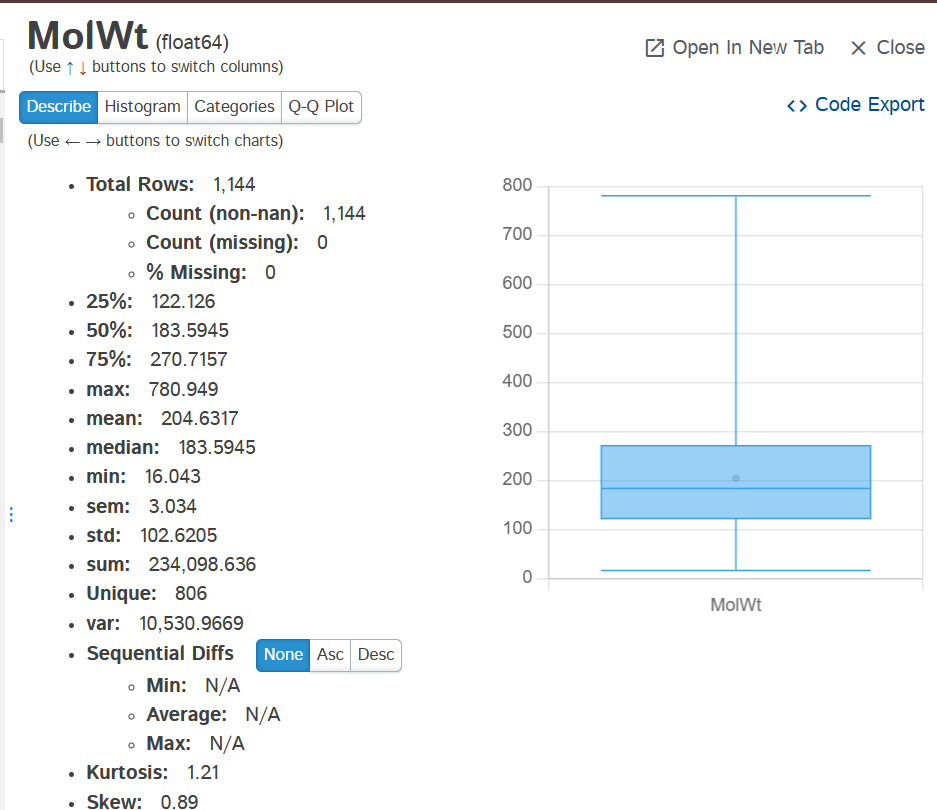 MolWt (float64)
(Use ↑ ↓ buttons to switch columns)
Open In New Tab
Close
Describe
Histogram
Categories
Q-Q Plot
Code Export
(Use ← → buttons to switch charts)
Total Rows: 1,144
Count (non-nan): 1,144
Count (missing): 0
% Missing: 0
25%: 122.126
50%: 183.5945
75%: 270.7157
max: 780.949
mean: 204.6317
median: 183.5945
min: 16.043
sem: 3.034
std: 102.6205
sum: 234,098.636
Unique: 806
var: 10,530.9669
Sequential Diffs None Asc Desc
Min: N/A
Average: N/A
Max: N/A
Kurtosis: 1.21
Skew: 0.89
800
700
600
500
400
300
200
100
0
MolWt